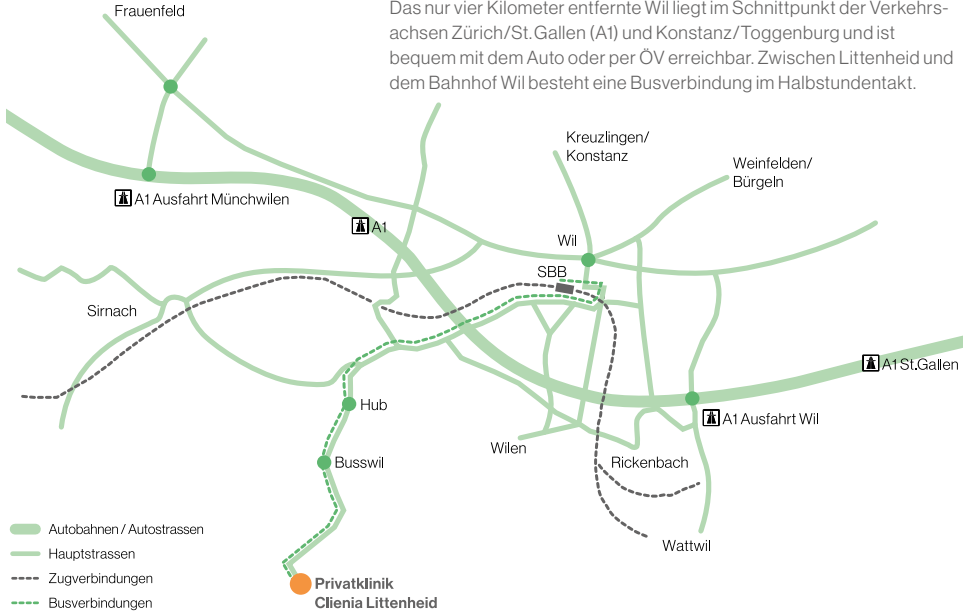 Das nur vier Kilometer entfernte Wil liegt im Schnittpunkt der Verkehrs-
achsen Zürich/St. Gallen (A1) und Konstanz/Toggenburg und ist
bequem mit dem Auto oder per ÖV erreichbar. Zwischen Littenheid und
dem Bahnhof Wil besteht eine Busverbindung im Halbstundentakt.
Frauenfeld
Kreuzlingen/
Konstanz
Weinfelden/
Bürgeln
A1 Ausfahrt Münchwilen
A1
Wil
SBB
Sirnach
A1 St. Gallen
Hub
A1 Ausfahrt Wil
Wilen
Busswil
Rickenbach
Wattwil
Autobahnen / Autostrassen
Hauptstrassen
Zugverbindungen
Busverbindungen
Privatklinik
Clienia Littenheid